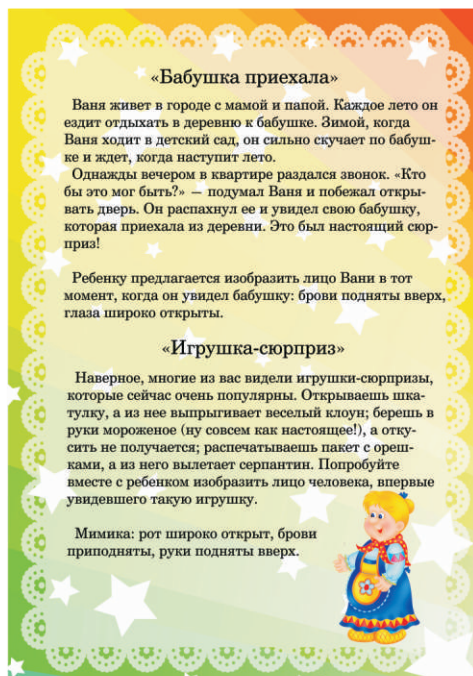 «Бабушка приехала»
Ваня живет в городе с мамой и папой. Каждое лето он
ездит отдыхать в деревню к бабушке. Зимой, когда
Ваня ходит в детский сад, он сильно скучает по бабуш-
ке и ждет, когда наступит лето.
Однажды вечером в квартире раздался звонок. «Кто
бы это мог быть?» — подумал Ваня и побежал откры-
вать дверь. Он распахнул ее и увидел свою бабушку,
которая приехала из деревни. Это был настоящий сюр-
приз!
Ребенку предлагается изобразить лицо Вани в тот
момент, когда он увидел бабушку: брови подняты вверх,
глаза широко открыты.
«Игрушка-сюрприз»
Наверное, многие из вас видели игрушки-сюрпризы,
которые сейчас очень популярны. Открываешь шка-
тулку, а из нее выпрыгивает веселый клоун; берешь в
руки мороженое (ну совсем как настоящее!), а отку-
сить не получается; распечатываешь пакет с ореш-
ками, а из него вылетает серпантин. Попробуйте
вместе с ребенком изобразить лицо человека, впервые
увидевшего такую игрушку.
Мимика: рот широко открыт, брови
приподняты, руки подняты вверх.